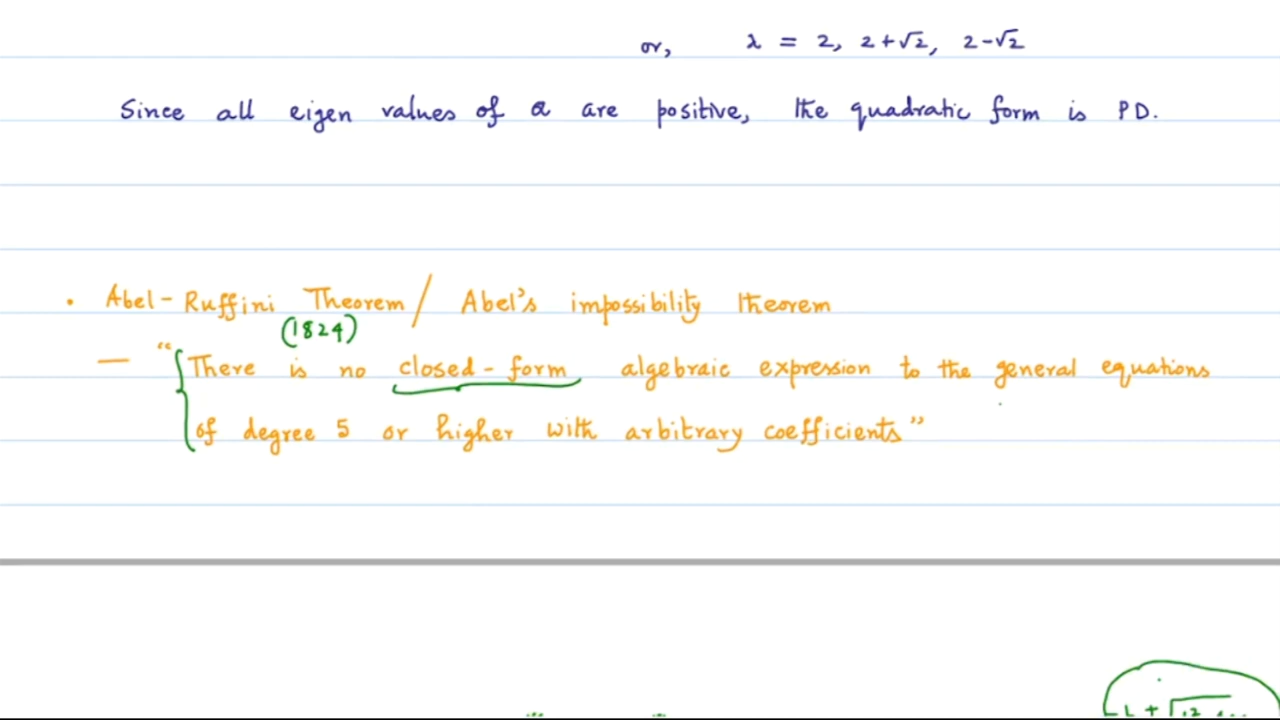 or, λ = 2, 2+√2, 2-√2
Since all eigen values of a are positive, the quadratic form is PD.
• Abel-Ruffini Theorem / Abel's impossibility theorem
(1824)
— "There is no closed-form algebraic expression to the general equations
of degree 5 or higher with arbitrary coefficients"